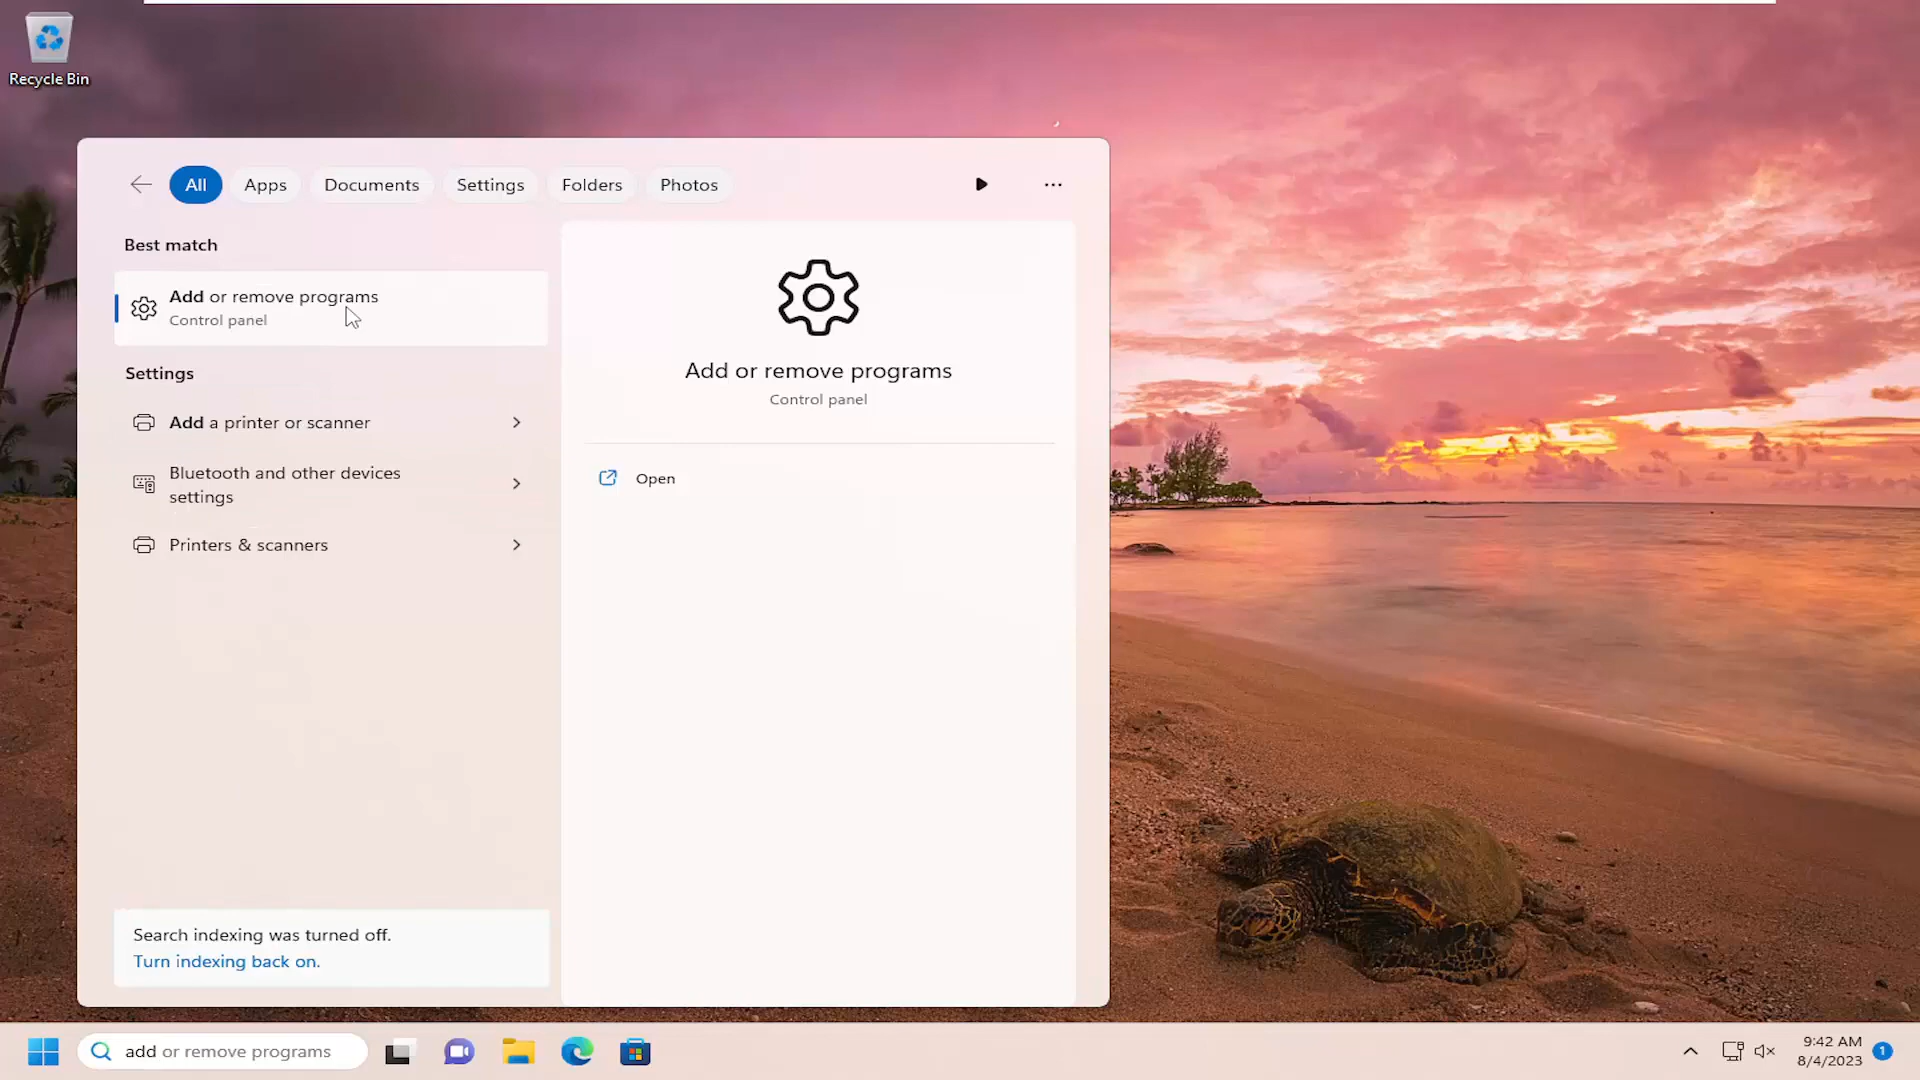 Recycle Bin
All
Apps
Documents
Settings
Folders
Photos
Best match
Add or remove programs
Control panel
Settings
Add a printer or scanner
Bluetooth and other devices
settings
Printers & scanners
Add or remove programs
Control panel
Open
Search indexing was turned off.
Turn indexing back on.
add or remove programs
9:42 AM
8/4/2023
1